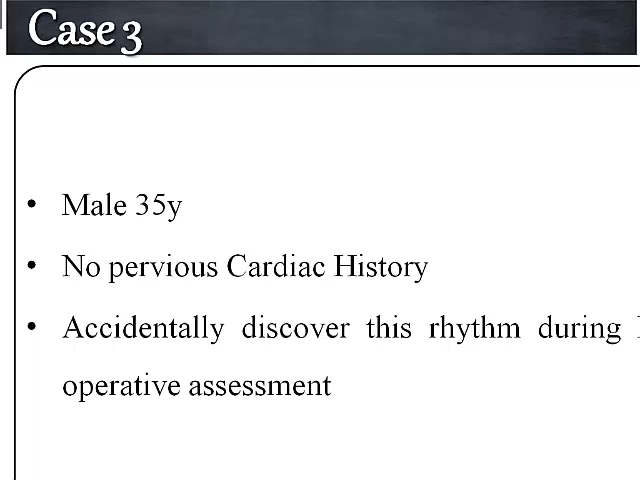 Case 3
• Male 35y
• No pervious Cardiac History
• Accidentally discover this rhythm during
operative assessment